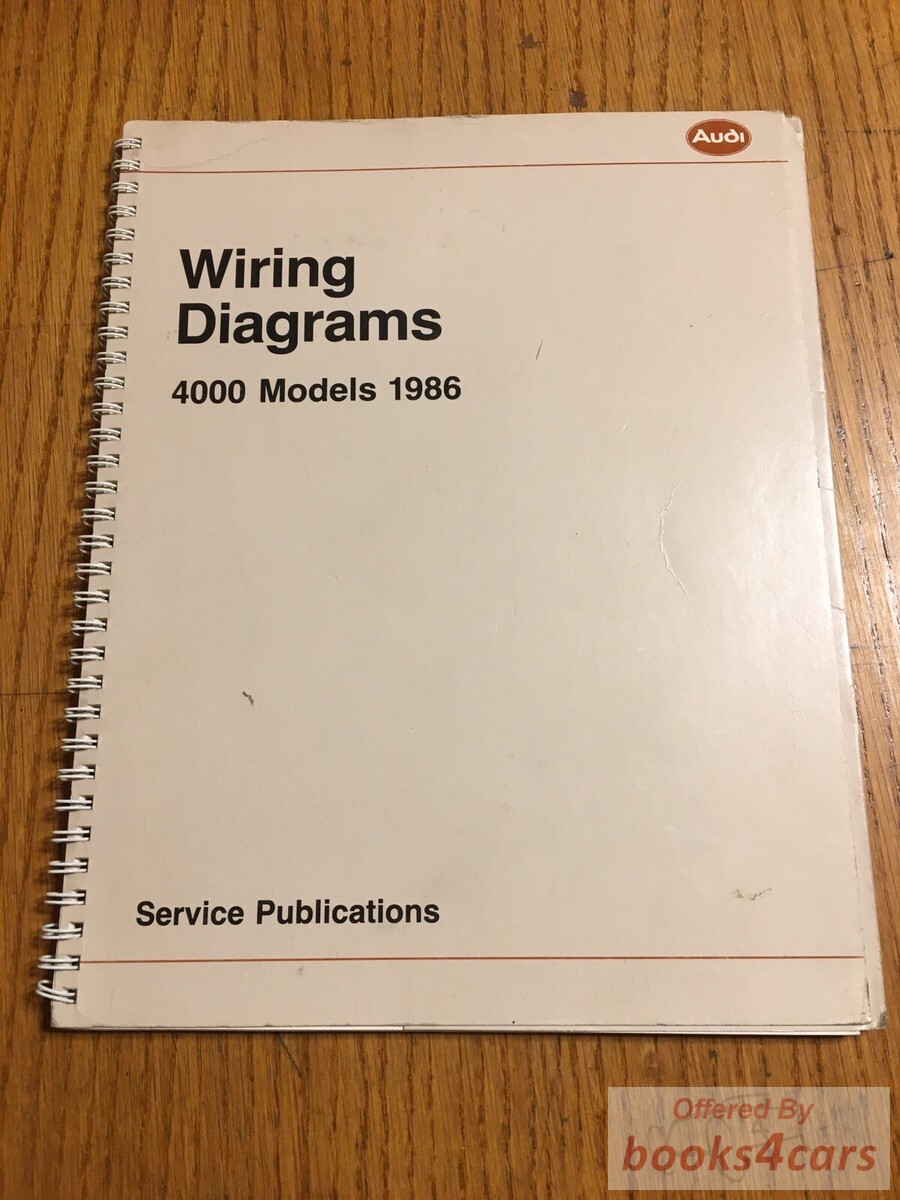 Audi
Wiring
Diagrams
4000 Models 1986
Service Publications
Offered By
books4cars